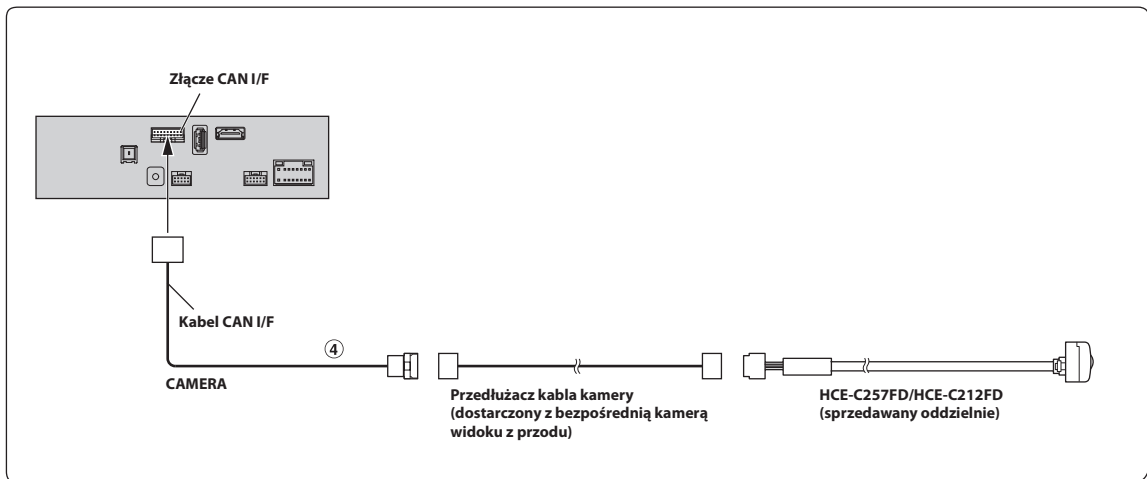 Złącze CAN I/F
Kabel CAN I/F
④
CAMERA
Przedłużacz kabla kamery
(dostarczony z bezpośrednią kamerą
widoku z przodu)
HCE-C257FD/HCE-C212FD
(sprzedawany oddzielnie)